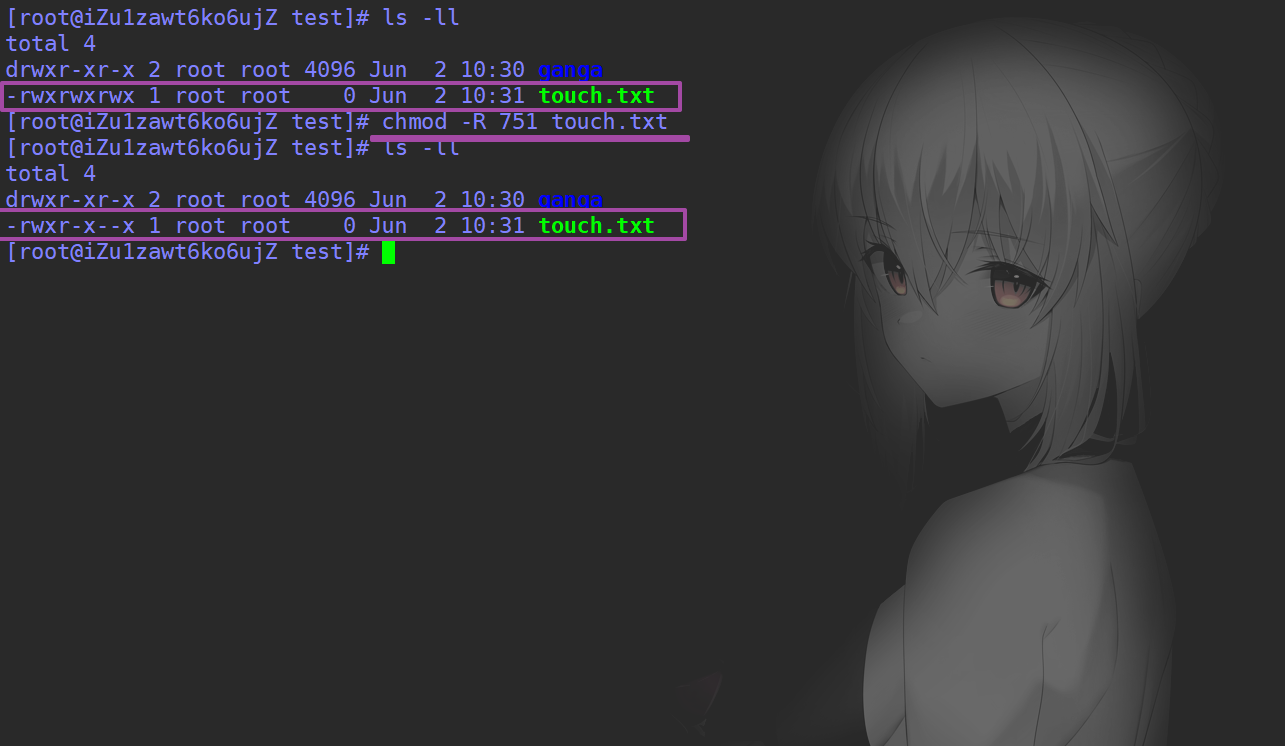 [root@iZu1zawt6ko6ujZ test]# ls -ll
total 4
drwxr-xr-x 2 root root 4096 Jun  2 10:30 ganga
-rwxrwxrwx 1 root root    0 Jun  2 10:31 touch.txt
[root@iZu1zawt6ko6ujZ test]# chmod -R 751 touch.txt
[root@iZu1zawt6ko6ujZ test]# ls -ll
total 4
drwxr-xr-x 2 root root 4096 Jun  2 10:30 ganga
-rwxr-x--x 1 root root    0 Jun  2 10:31 touch.txt
[root@iZu1zawt6ko6ujZ test]#